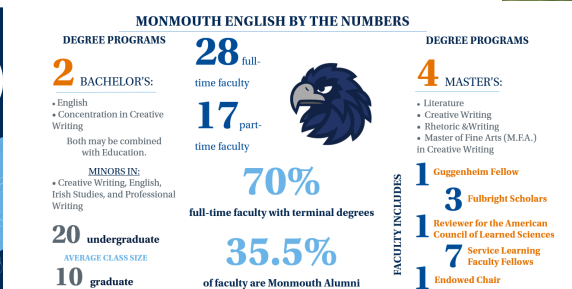 MONMOUTH ENGLISH BY THE NUMBERS
DEGREE PROGRAMS
2 BACHELOR'S:
• English
• Concentration in Creative
Writing
Both may be combined
with Education.
MINORS IN:
• Creative Writing, English,
Irish Studies, and Professional
Writing
20 undergraduate
AVERAGE CLASS SIZE
10 graduate
28 full-
time faculty
17 part-
time faculty
70%
full-time faculty with terminal degrees
35.5%
of faculty are Monmouth Alumni
DEGREE PROGRAMS
4 MASTER'S:
• Literature
• Creative Writing
• Rhetoric &Writing
• Master of Fine Arts (M.F.A.)
in Creative Writing
FACULTY INCLUDES
1 Guggenheim Fellow
3 Fulbright Scholars
1 Reviewer for the American
Council of Learned Sciences
7 Service Learning
Faculty Fellows
1 Endowed Chair